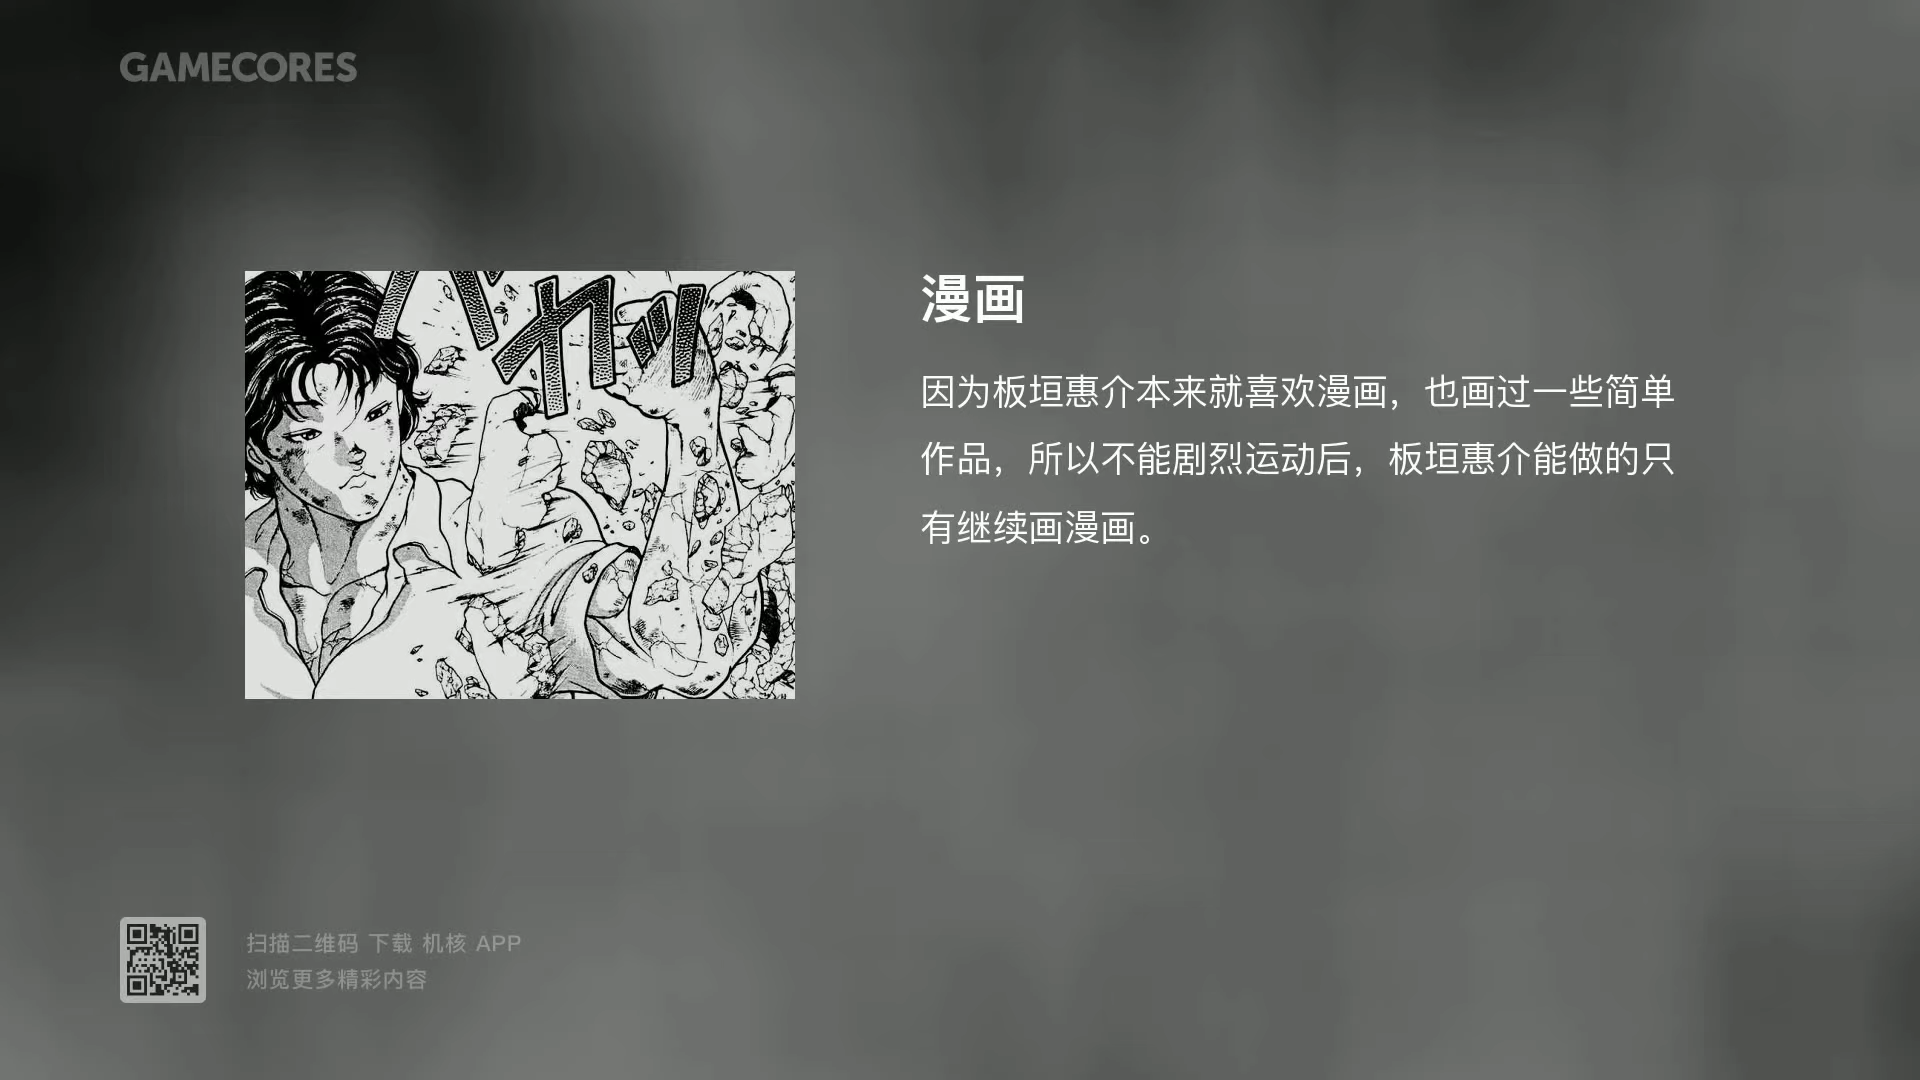 GAMECORES
ガッ
漫画
因为板垣惠介本来就喜欢漫画，也画过一些简单
作品，所以不能剧烈运动后，板垣惠介能做的只
有继续画漫画。
扫描二维码 下载 机核 APP
浏览更多精彩内容